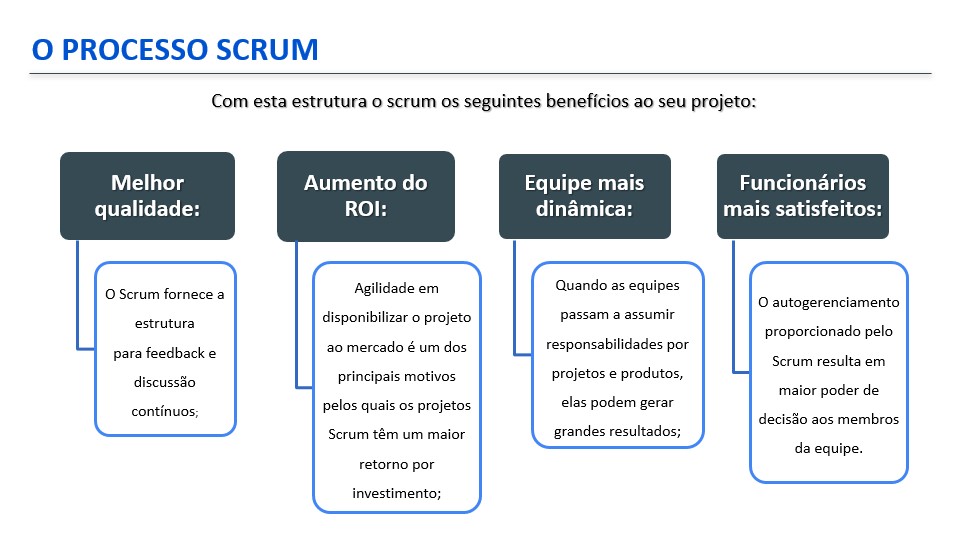 O PROCESSO SCRUM
Com esta estrutura o scrum os seguintes benefícios ao seu projeto:
Melhor
qualidade:
O Scrum fornece a
estrutura
para feedback e
discussão
contínuos;
Aumento do
ROI:
Agilidade em
disponibilizar o projeto
ao mercado é um dos
principais motivos
pelos quais os projetos
Scrum têm um maior
retorno por
investimento;
Equipe mais
dinâmica:
Quando as equipes
passam a assumir
responsabilidades por
projetos e produtos,
elas podem gerar
grandes resultados;
Funcionários
mais satisfeitos:
O autogerenciamento
proporcionado pelo
Scrum resulta em
maior poder de
decisão aos membros
da equipe.